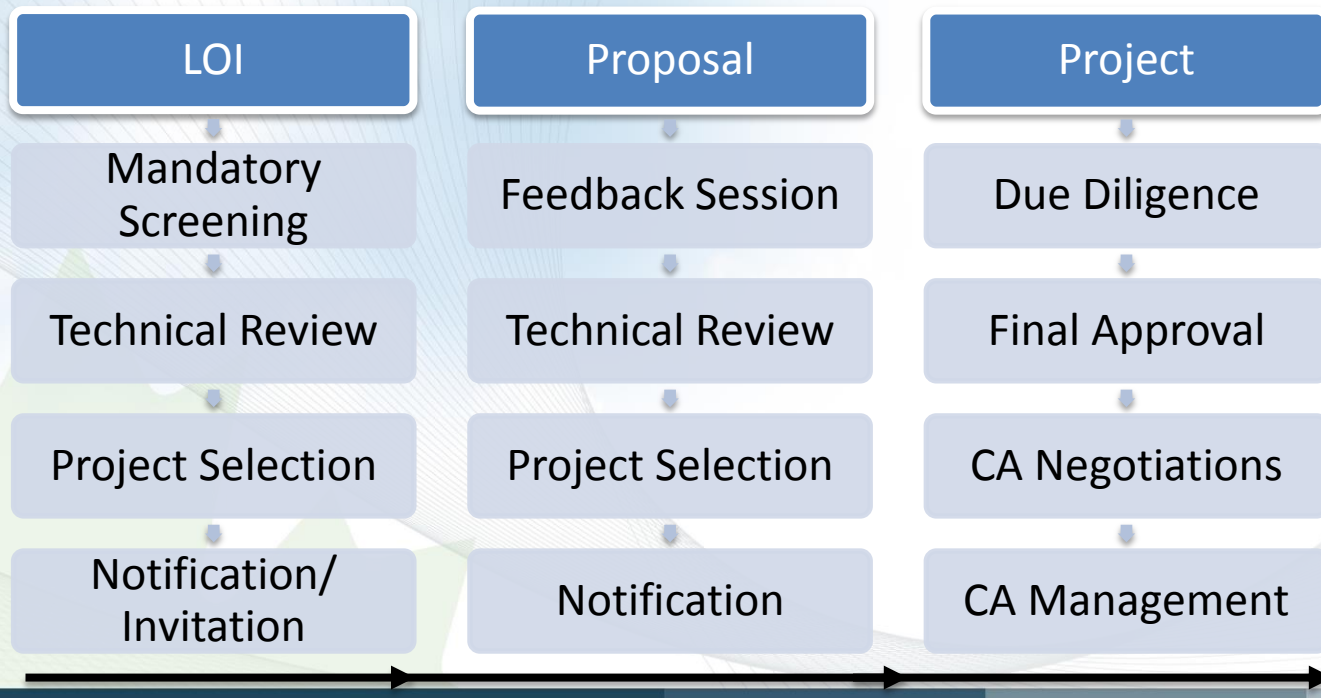 LOI
Mandatory
Screening
Technical Review
Project Selection
Notification/
Invitation
Proposal
Feedback Session
Technical Review
Project Selection
Notification
Project
Due Diligence
Final Approval
CA Negotiations
CA Management